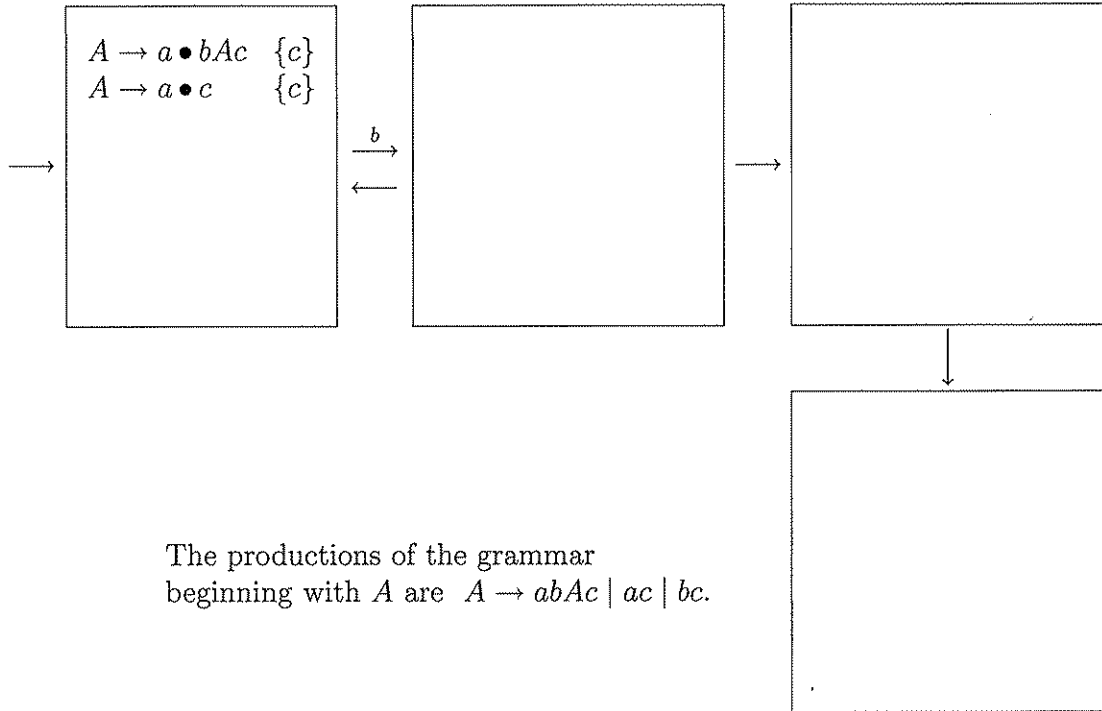 A → a • bAc {c}
A → a • c {c}
b
The productions of the grammar
beginning with A are A → abAc | ac | bc.